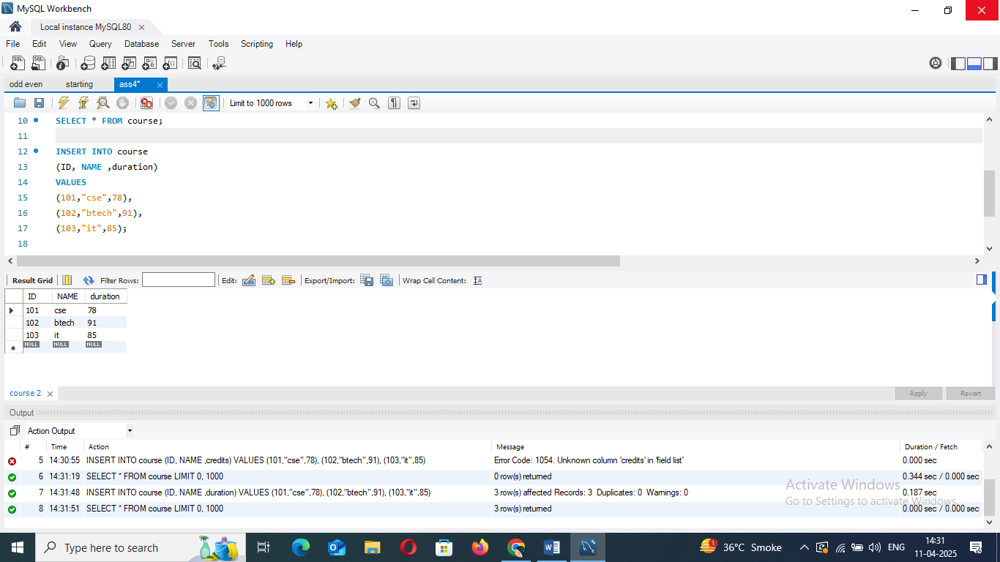 MySQL Workbench
Local instance MySQL80
File Edit View Query Database Server Tools Scripting Help
odd even starting ass4*
Limit to 1000 rows
10 SELECT * FROM course;
11
12 INSERT INTO course
13 (ID, NAME ,duration)
14 VALUES
15 (101,"cse",78),
16 (102,"btech",91),
17 (103,"it",85);
18
Result Grid Filter Rows: Edit: Export/Import: Wrap Cell Content:
ID NAME duration
101 cse 78
102 btech 91
103 it 85
NULL NULL NULL
course 2 Apply Revert
Output
Action Output
# Time Action Message Duration / Fetch
5 14:30:55 INSERT INTO course (ID, NAME ,credits) VALUES (101,"cse",78), (102,"btech",91), (103,"it",85) Error Code: 1054. Unknown column 'credits' in 'field list' 0.000 sec
6 14:31:19 SELECT * FROM course LIMIT 0, 1000 0 row(s) returned 0.344 sec / 0.000 sec
7 14:31:48 INSERT INTO course (ID, NAME ,duration) VALUES (101,"cse",78), (102,"btech",91), (103,"it",85) 3 row(s) affected Records: 3 Duplicates: 0 Warnings: 0 0.187 sec
8 14:31:51 SELECT * FROM course LIMIT 0, 1000 3 row(s) returned 0.000 sec / 0.000 sec
Activate Windows
Go to Settings to activate Windows.
Type here to search 1 36°C Smoke ENG 14:31
11-04-2025